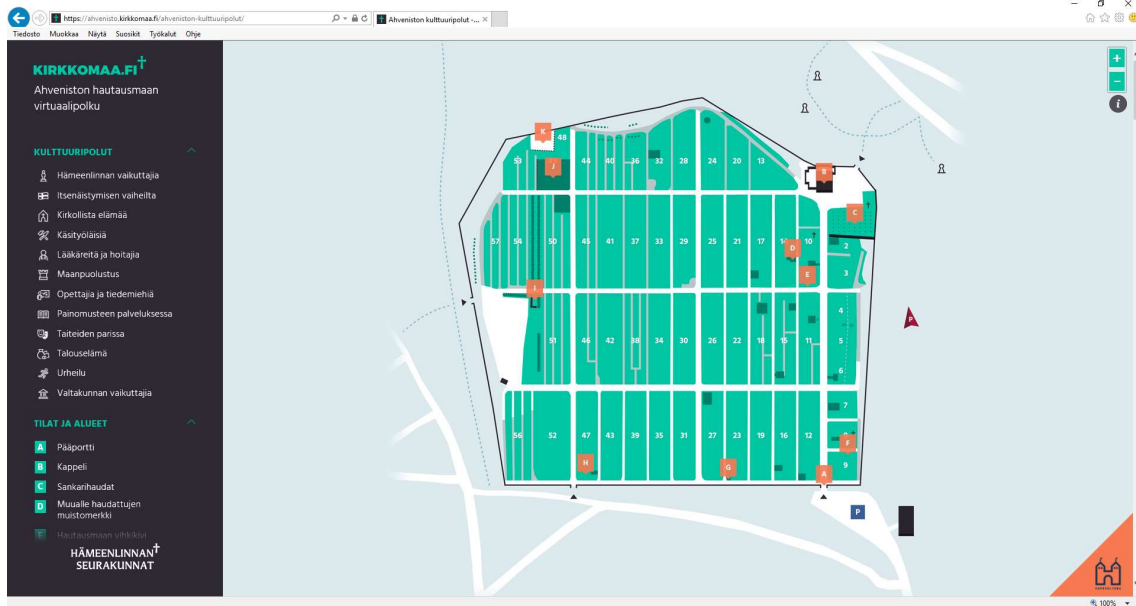 https://ahvenisto.kirkkomaa.fi/ahveniston-kulttuuripolut/
Ahveniston kulttuuripolut -...
Tiedosto Muokkaa Näytä Suosikit Työkalut Ohje
KIRKKOMAA.FI
Ahveniston hautausmaan
virtuaalipolku
KULTTUURIPOLUT
Hämeenlinnan vaikuttajia
Itsenäistymisen vaiheilta
Kirkollista elämää
Käsityöläisiä
Lääkäreitä ja hoitajia
Maanpuolustus
Opettajia ja tiedemiehiä
Painomusteen palveluksessa
Taiteiden parissa
Talouselämä
Urheilu
Valtakunnan vaikuttajia
TILAT JA ALUEET
A Pääportti
B Kappeli
C Sankarihaudat
D Muualle haudattujen
muistomerkki
E Hautausmaan vihkikivi
HÄMEENLINNAN
SEURAKUNNAT
K 48
53 J 44 40 36 32 28 24 20 13
B
C
57 54 50 45 41 37 33 29 25 21 17 10 2
D
E 3
I
4
51 46 42 38 34 30 26 22 18 15 11 5
6
7
56 52 47 43 39 35 31 27 23 19 16 12
F
H G A 9
P
P
+
-
i
100%